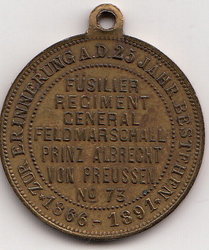 ZUR ERINNERUNG A.D. 25 JÄHR. BESTEHEN
1866-1891
FÜSILIER
REGIMENT
GENERAL
FELDMARSCHALL
PRINZ ALBRECHT
VON PREUSSEN
No 73